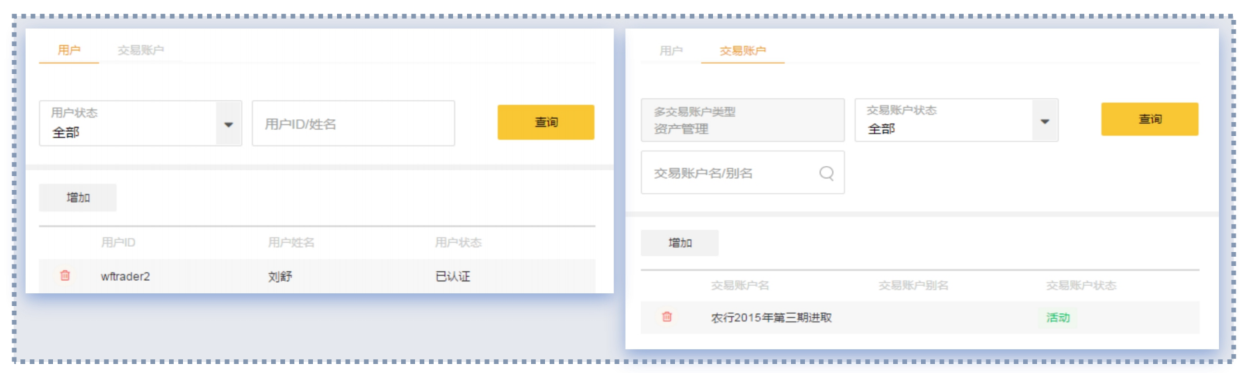 用户 交易账户
用户状态
全部
用户ID/姓名
查询
增加
用户ID 用户姓名 用户状态
wftrader2 刘舒 已认证
用户 交易账户
多交易账户类型
资产管理
交易账户状态
全部
查询
交易账户名/别名
增加
交易账户名 交易账户别名 交易账户状态
农行2015年第三期进取 活动